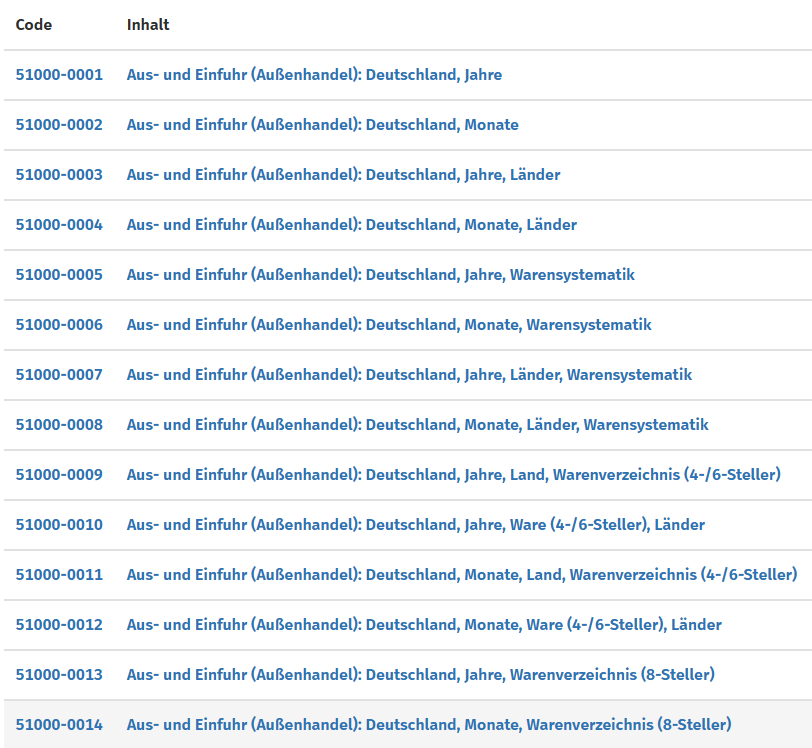 Code Inhalt
51000-0001 Aus- und Einfuhr (Außenhandel): Deutschland, Jahre
51000-0002 Aus- und Einfuhr (Außenhandel): Deutschland, Monate
51000-0003 Aus- und Einfuhr (Außenhandel): Deutschland, Jahre, Länder
51000-0004 Aus- und Einfuhr (Außenhandel): Deutschland, Monate, Länder
51000-0005 Aus- und Einfuhr (Außenhandel): Deutschland, Jahre, Warensystematik
51000-0006 Aus- und Einfuhr (Außenhandel): Deutschland, Monate, Warensystematik
51000-0007 Aus- und Einfuhr (Außenhandel): Deutschland, Jahre, Länder, Warensystematik
51000-0008 Aus- und Einfuhr (Außenhandel): Deutschland, Monate, Länder, Warensystematik
51000-0009 Aus- und Einfuhr (Außenhandel): Deutschland, Jahre, Land, Warenverzeichnis (4-/6-Steller)
51000-0010 Aus- und Einfuhr (Außenhandel): Deutschland, Jahre, Ware (4-/6-Steller), Länder
51000-0011 Aus- und Einfuhr (Außenhandel): Deutschland, Monate, Land, Warenverzeichnis (4-/6-Steller)
51000-0012 Aus- und Einfuhr (Außenhandel): Deutschland, Monate, Ware (4-/6-Steller), Länder
51000-0013 Aus- und Einfuhr (Außenhandel): Deutschland, Jahre, Warenverzeichnis (8-Steller)
51000-0014 Aus- und Einfuhr (Außenhandel): Deutschland, Monate, Warenverzeichnis (8-Steller)